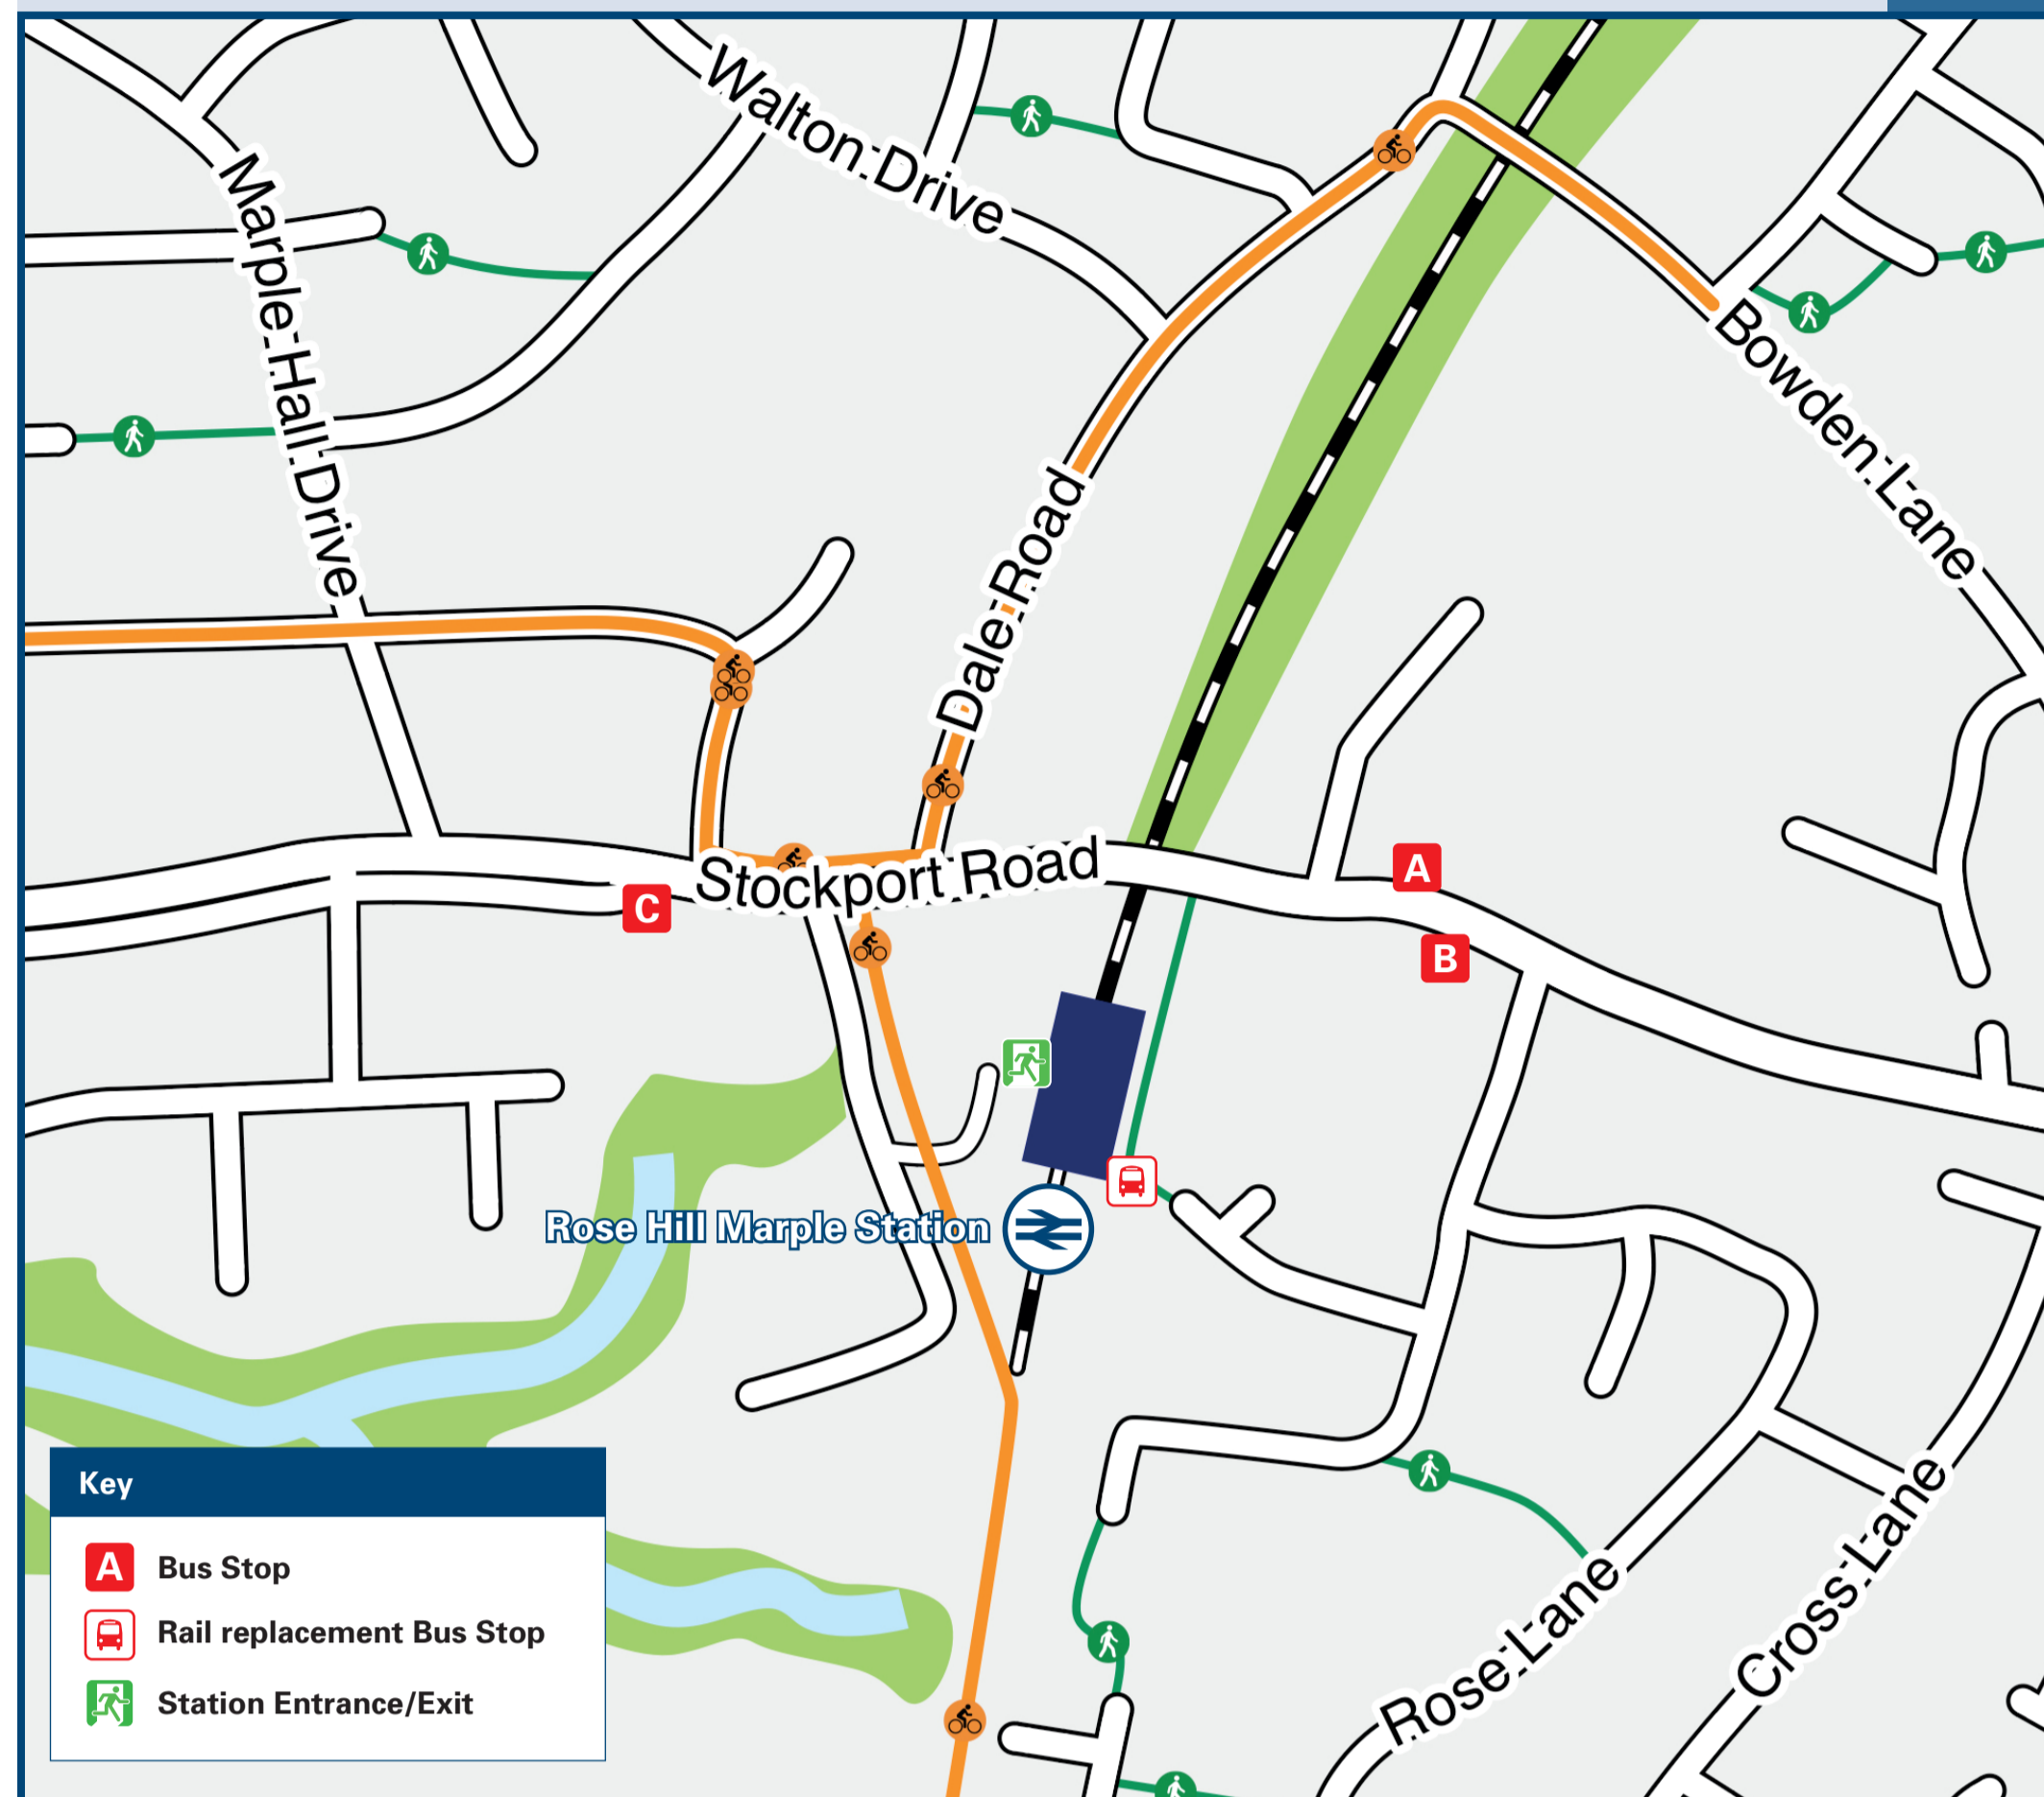 Walton Drive
Marple Hall Drive
Bowden Lane
Dale Road
Stockport Road
A
B
C
Rose Hill Marple Station
Rose Lane
Cross Lane
Key
A Bus Stop
Rail replacement Bus Stop
Station Entrance/Exit